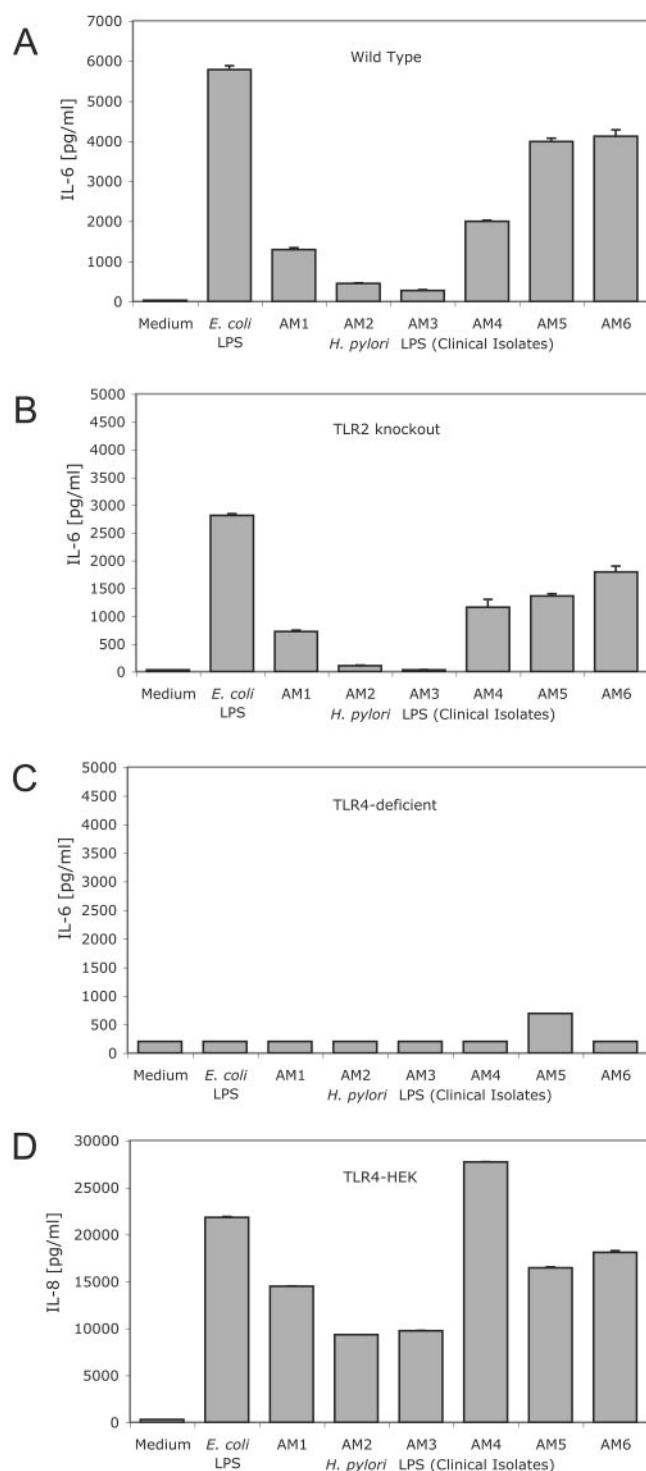 A
Wild Type
IL-6 [pg/ml]
7000
6000
5000
4000
3000
2000
1000
0
Medium E. coli AM1 AM2 AM3 AM4 AM5 AM6
LPS H. pylori LPS (Clinical Isolates)
B
TLR2 knockout
IL-6 [pg/ml]
5000
4500
4000
3500
3000
2500
2000
1500
1000
500
0
Medium E. coli AM1 AM2 AM3 AM4 AM5 AM6
LPS H. pylori LPS (Clinical Isolates)
C
TLR4-deficient
IL-6 [pg/ml]
5000
4500
4000
3500
3000
2500
2000
1500
1000
500
0
Medium E. coli AM1 AM2 AM3 AM4 AM5 AM6
LPS H. pylori LPS (Clinical Isolates)
D
TLR4-HEK
IL-8 [pg/ml]
30000
25000
20000
15000
10000
5000
0
Medium E. coli AM1 AM2 AM3 AM4 AM5 AM6
LPS H. pylori LPS (Clinical Isolates)